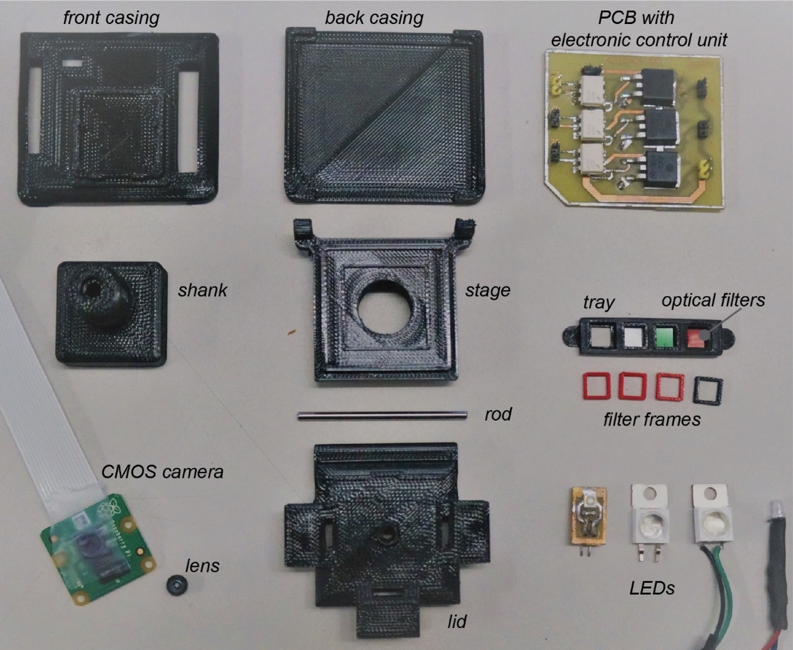 front casing
back casing
PCB with
electronic control unit
shank
stage
tray
optical filters
rod
filter frames
CMOS camera
lens
LEDs
lid